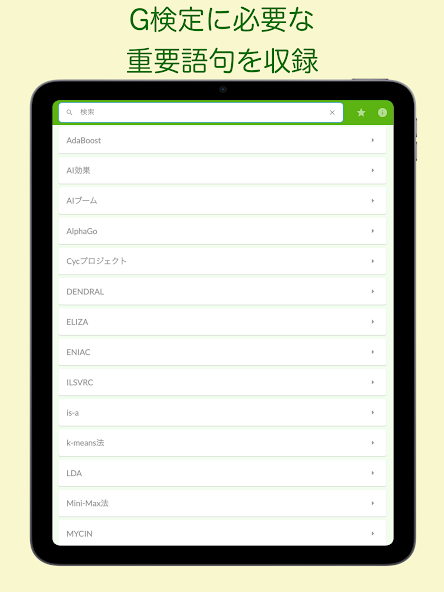 G検定に必要な
重要語句を収録
検索
AdaBoost
AI効果
AIブーム
AlphaGo
Cycプロジェクト
DENDRAL
ELIZA
ENIAC
ILSVRC
is-a
k-means法
LDA
Mini-Max法
MYCIN